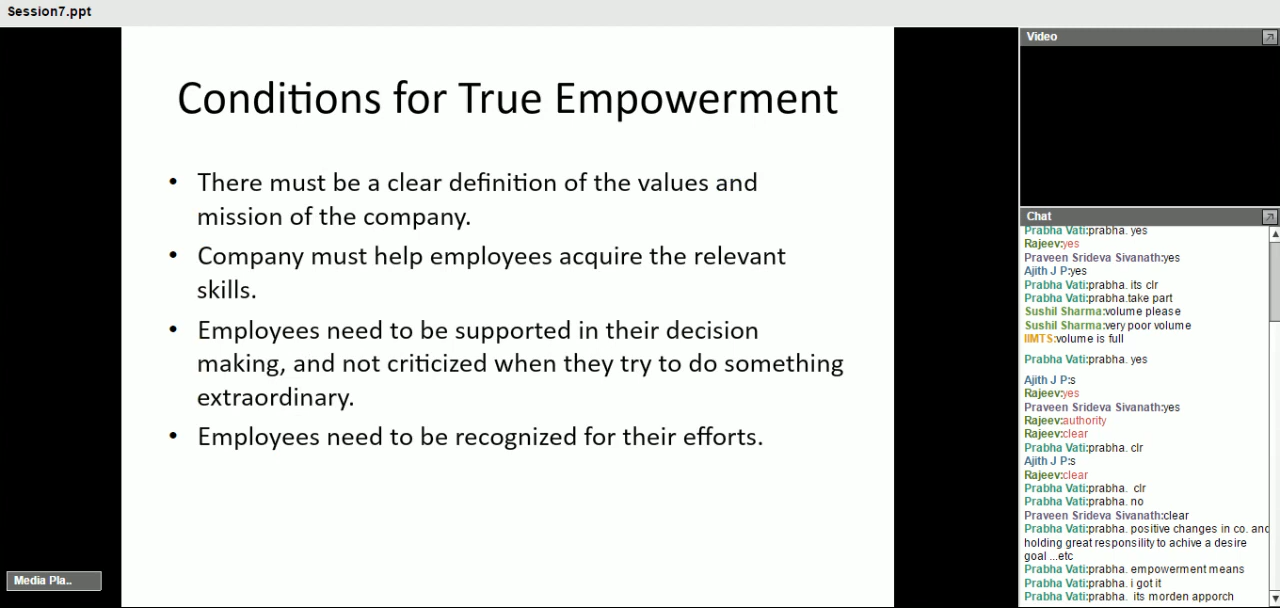 Session7.ppt
Conditions for True Empowerment
• There must be a clear definition of the values and
mission of the company.
• Company must help employees acquire the relevant
skills.
• Employees need to be supported in their decision
making, and not criticized when they try to do something
extraordinary.
• Employees need to be recognized for their efforts.
Media Pla..
Video
Chat
Prabha Vati:prabha. yes
Rajeev:yes
Praveen Srideva Sivanath:yes
Ajith J P:yes
Prabha Vati:prabha. its clr
Prabha Vati:prabha.take part
Sushil Sharma:volume please
Sushil Sharma:very poor volume
IIMTS:volume is full
Prabha Vati:prabha. yes
Ajith J P:s
Rajeev:yes
Praveen Srideva Sivanath:yes
Rajeev:authority
Rajeev:clear
Prabha Vati:prabha. clr
Ajith J P:s
Rajeev:clear
Prabha Vati:prabha. clr
Prabha Vati:prabha. no
Praveen Srideva Sivanath:clear
Prabha Vati:prabha. positive changes in co. and
holding great responsility to achive a desire
goal ...etc
Prabha Vati:prabha. empowerment means
Prabha Vati:prabha. i got it
Prabha Vati:prabha. its morden apporch